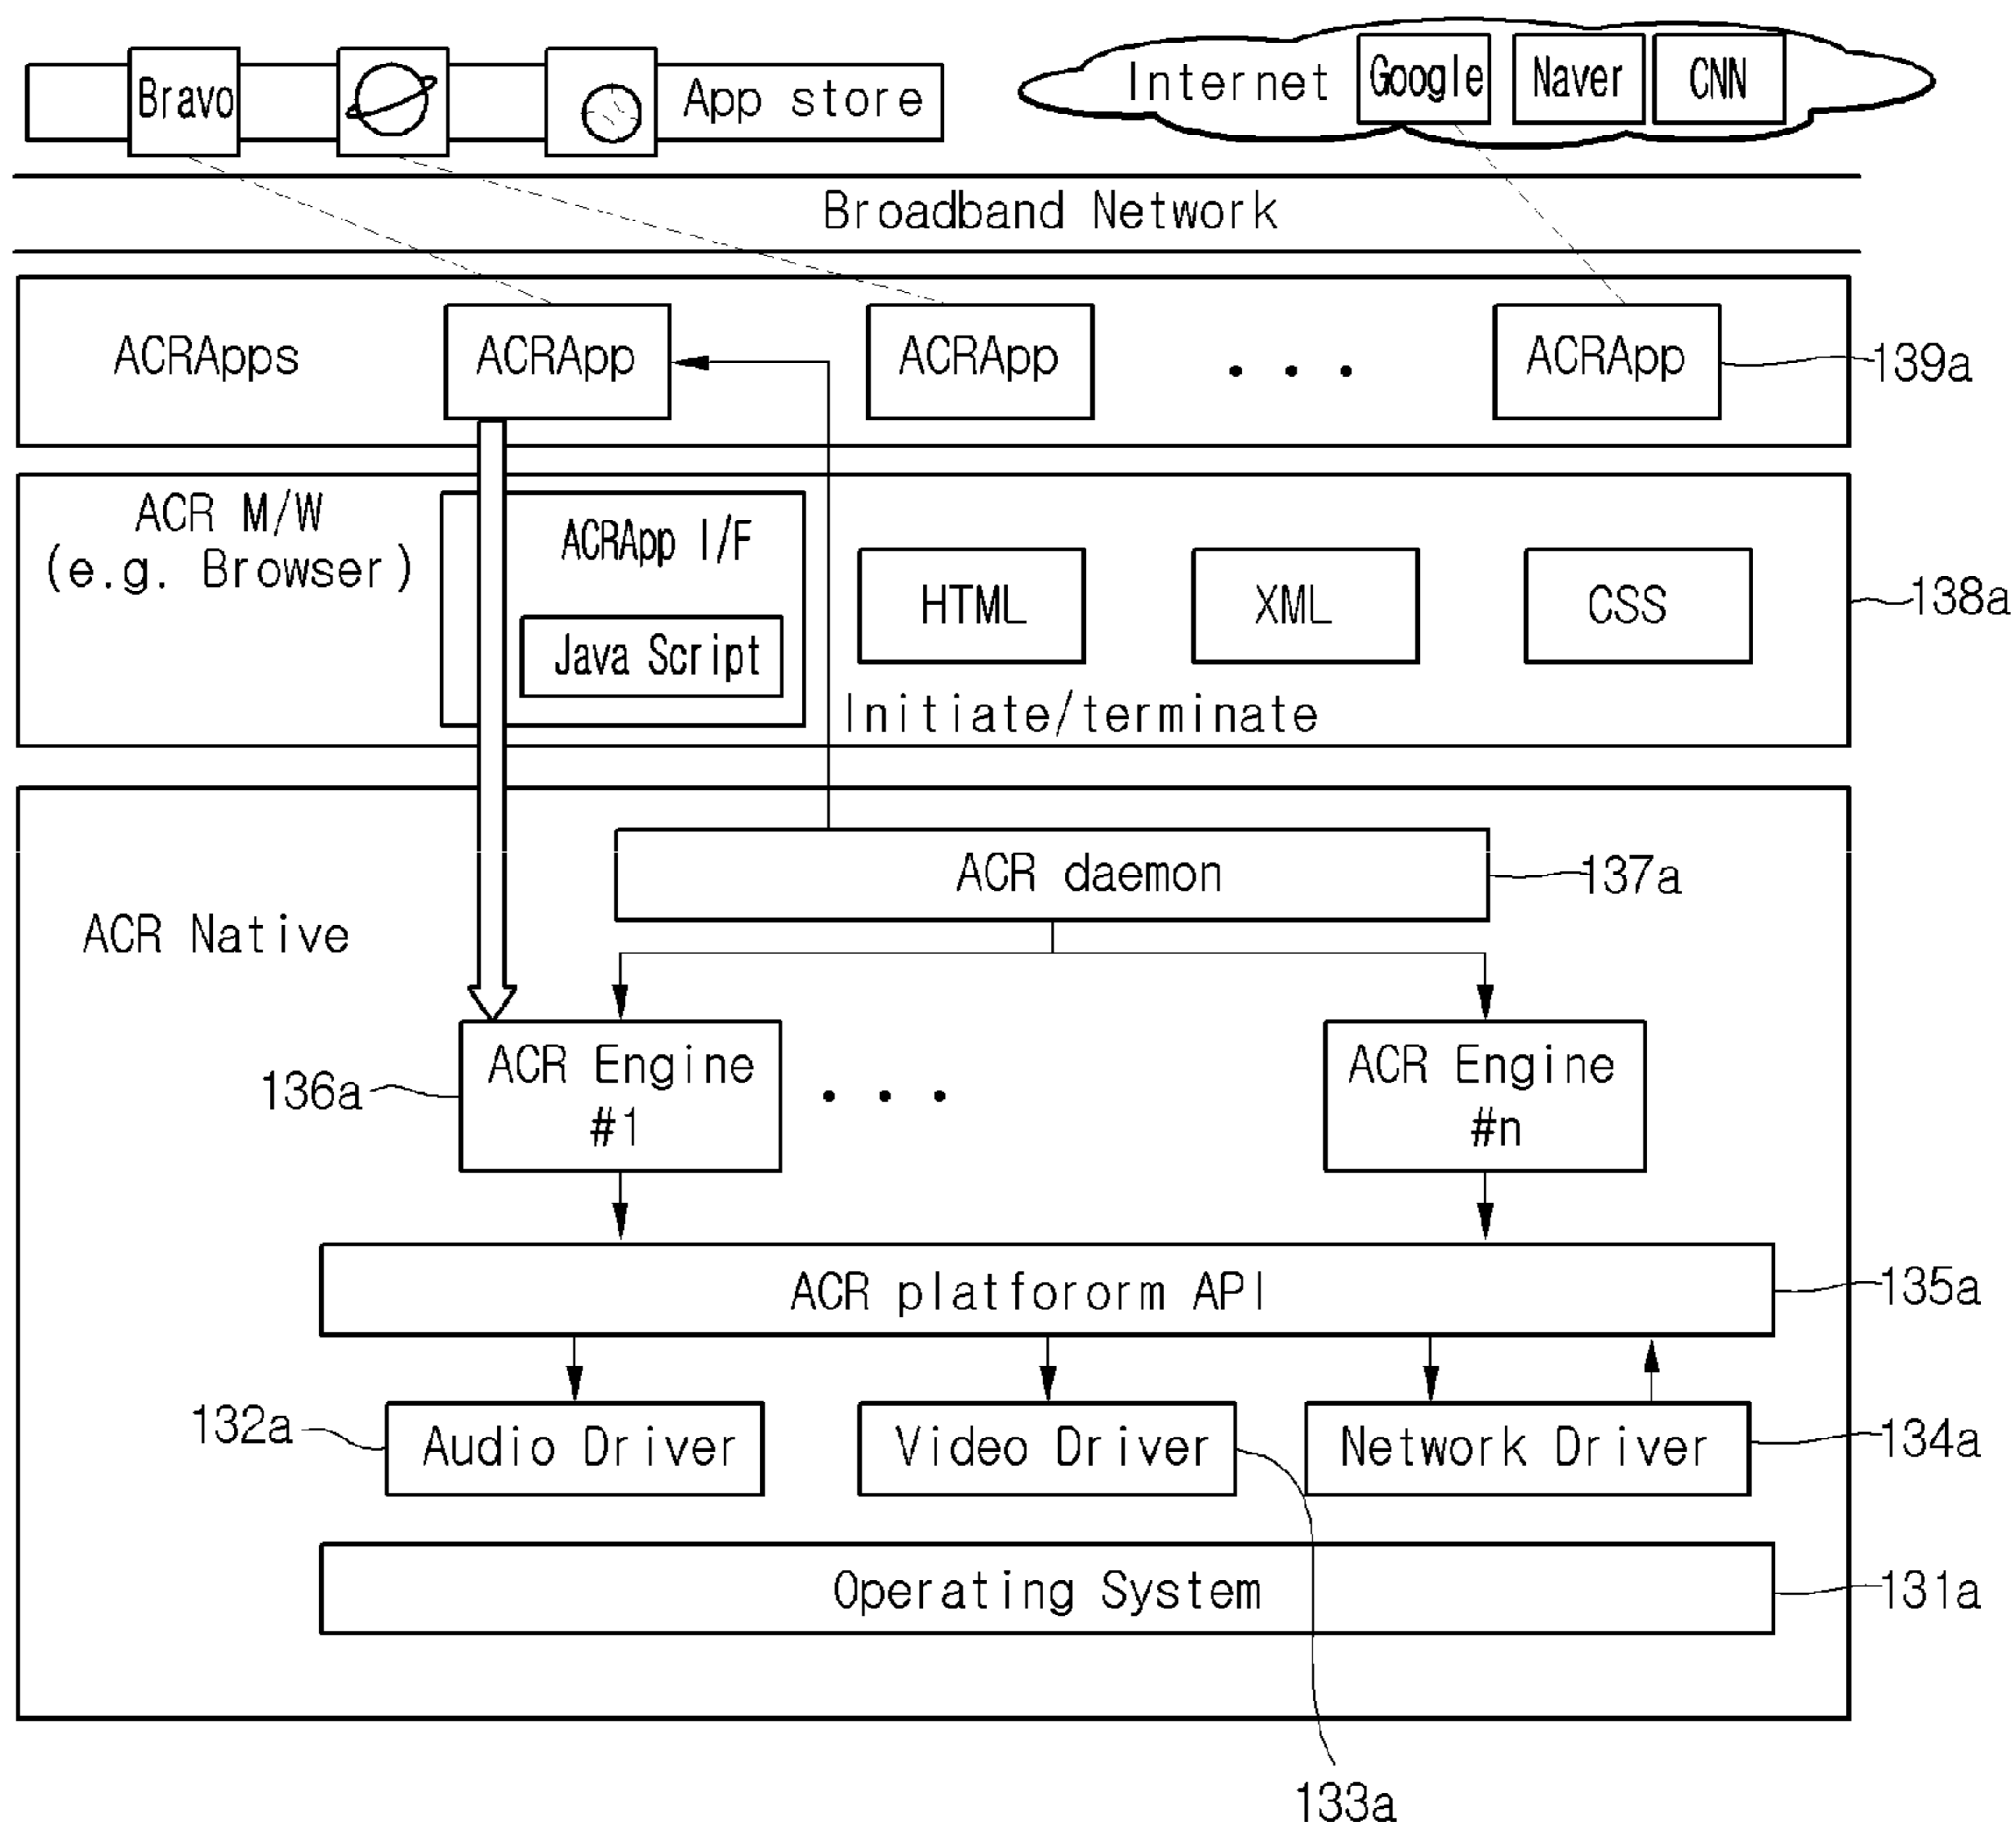 Bravo
App store
Internet
Google
Naver
CNN
Broadband Network
ACRApps
ACRApp
ACRApp
. . .
ACRApp
139a
ACR M/W
(e.g. Browser)
ACRApp I/F
Java Script
HTML
XML
CSS
138a
Initiate/terminate
ACR daemon
137a
ACR Native
136a
ACR Engine
#1
. . .
ACR Engine
#n
ACR platfororm API
135a
132a
Audio Driver
Video Driver
Network Driver
134a
Operating System
131a
133a